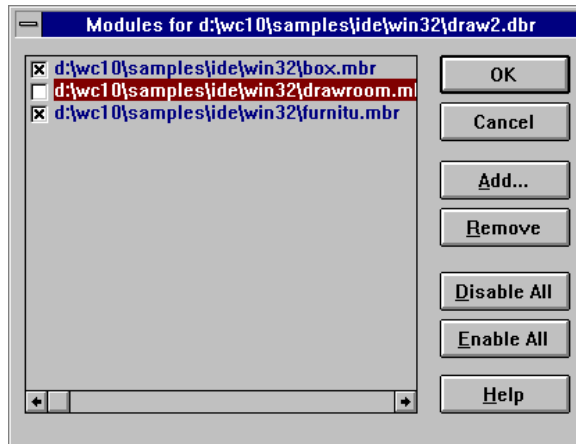 Modules for d:\wc10\samples\ide\win32\draw2.dbr
d:\wc10\samples\ide\win32\box.mbr
d:\wc10\samples\ide\win32\drawroom.ml
d:\wc10\samples\ide\win32\furnitu.mbr
OK
Cancel
Add...
Remove
Disable All
Enable All
Help